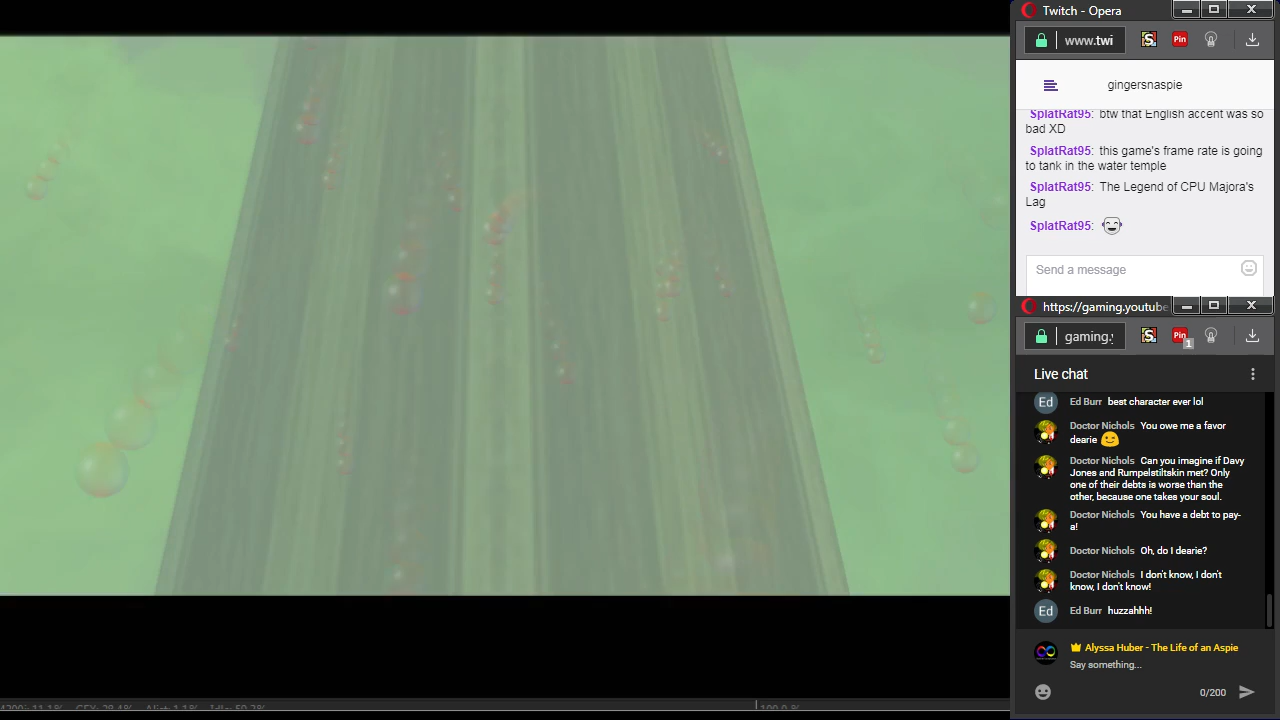 Twitch - Opera
www.twi
gingersnaspie
SplatRat95: btw that English accent was so
bad XD
SplatRat95: this game's frame rate is going
to tank in the water temple
SplatRat95: The Legend of CPU Majora's
Lag
SplatRat95:
Send a message
https://gaming.youtube
gaming.y
Pin
1
Live chat
Ed
Ed Burr best character ever lol
Doctor Nichols You owe me a favor
dearie
Doctor Nichols Can you imagine if Davy
Jones and Rumpelstiltskin met? Only
one of their debts is worse than the
other, because one takes your soul.
Doctor Nichols You have a debt to pay-
a!
Doctor Nichols Oh, do I dearie?
Doctor Nichols I don't know, I don't
know, I don't know!
Ed
Ed Burr huzzahhh!
Alyssa Huber - The Life of an Aspie
Say something...
0/200